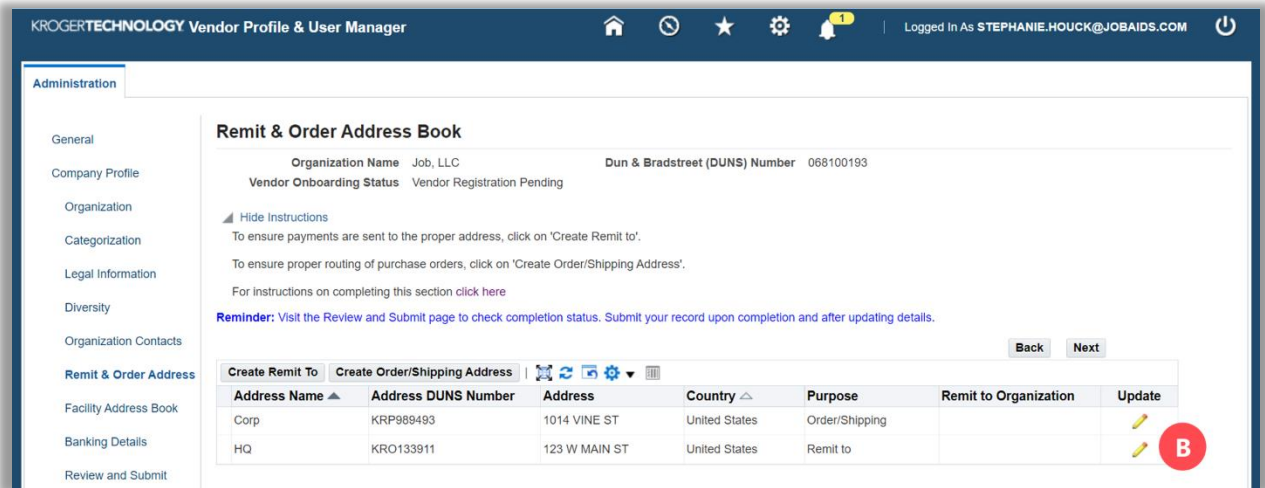 KROGERTECHNOLOGY. Vendor Profile & User Manager 1 Logged In As STEPHANIE.HOUCK@JOBAIDS.COM
Administration
General
Company Profile
Organization
Categorization
Legal Information
Diversity
Organization Contacts
Remit & Order Address
Facility Address Book
Banking Details
Review and Submit
Remit & Order Address Book
Organization Name Job, LLC Dun & Bradstreet (DUNS) Number 068100193
Vendor Onboarding Status Vendor Registration Pending
Hide Instructions
To ensure payments are sent to the proper address, click on 'Create Remit to'.
To ensure proper routing of purchase orders, click on 'Create Order/Shipping Address'.
For instructions on completing this section click here
Reminder: Visit the Review and Submit page to check completion status. Submit your record upon completion and after updating details.
Back Next
Create Remit To Create Order/Shipping Address
Address Name Address DUNS Number Address Country Purpose Remit to Organization Update
Corp KRP989493 1014 VINE ST United States Order/Shipping
HQ KRO133911 123 W MAIN ST United States Remit to B